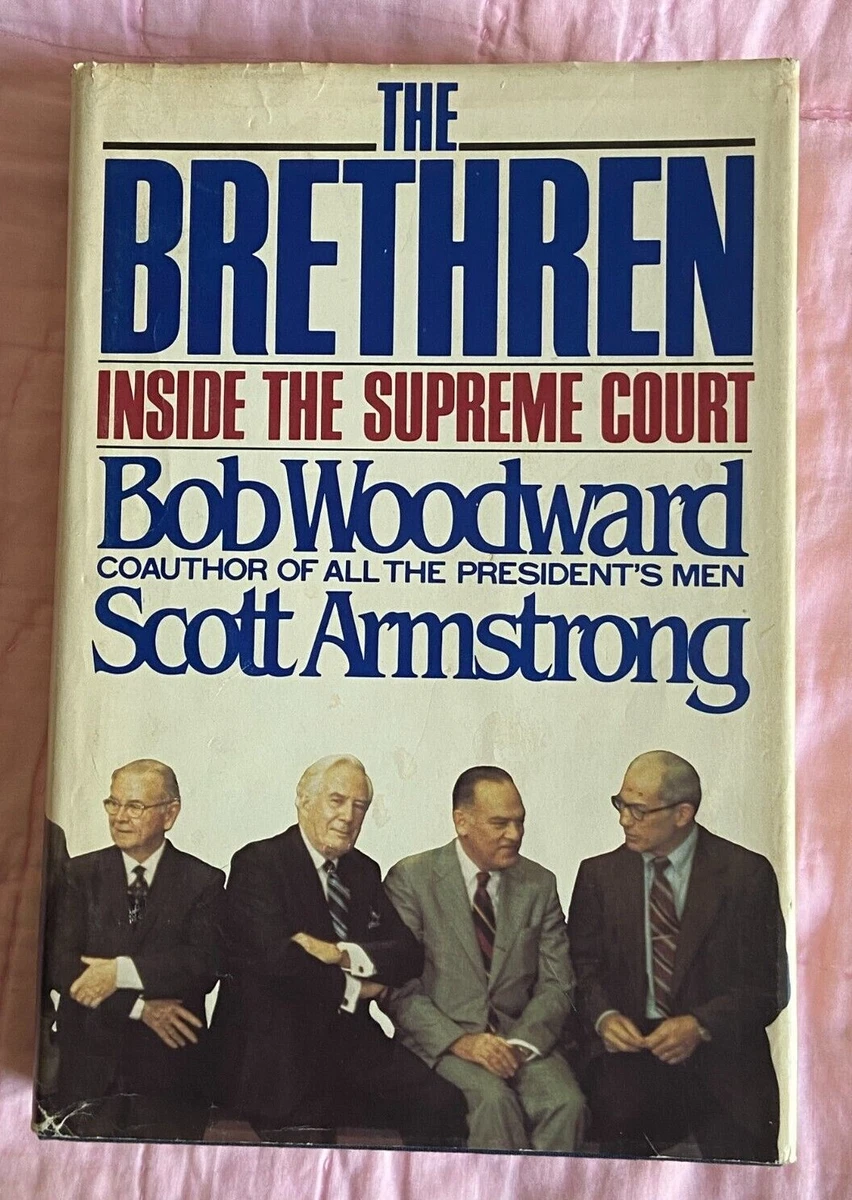 THE
BRETHREN
INSIDE THE SUPREME COURT
Bob Woodward
COAUTHOR OF ALL THE PRESIDENT'S MEN
Scott Armstrong